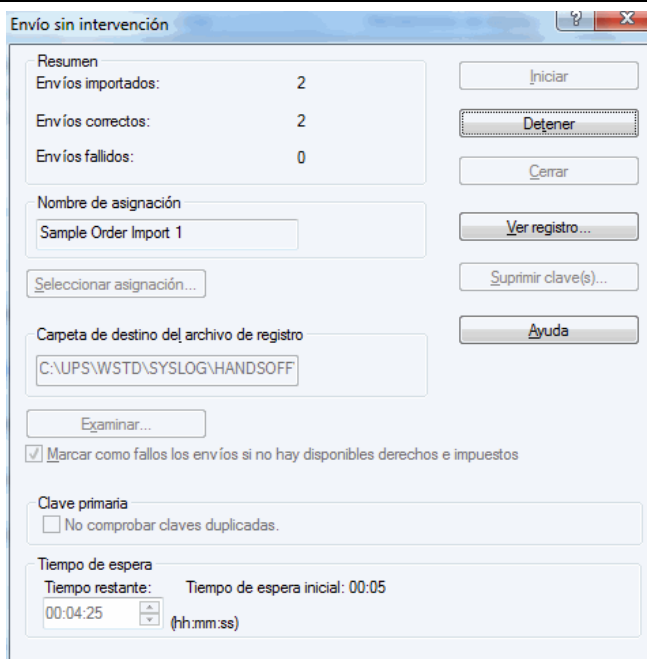 Envío sin intervención
Resumen
Envíos importados: 2
Envíos correctos: 2
Envíos fallidos: 0
Nombre de asignación
Sample Order Import 1
Seleccionar asignación...
Carpeta de destino del archivo de registro
C:\UPS\WSTD\SYSLOG\HANDSOFF
Examinar...
Marcar como fallos los envíos si no hay disponibles derechos e impuestos
Clave primaria
No comprobar claves duplicadas.
Tiempo de espera
Tiempo restante: Tiempo de espera inicial: 00:05
00:04:25 (hh:mm:ss)
Iniciar
Detener
Cerrar
Ver registro...
Suprimir clave(s)...
Ayuda